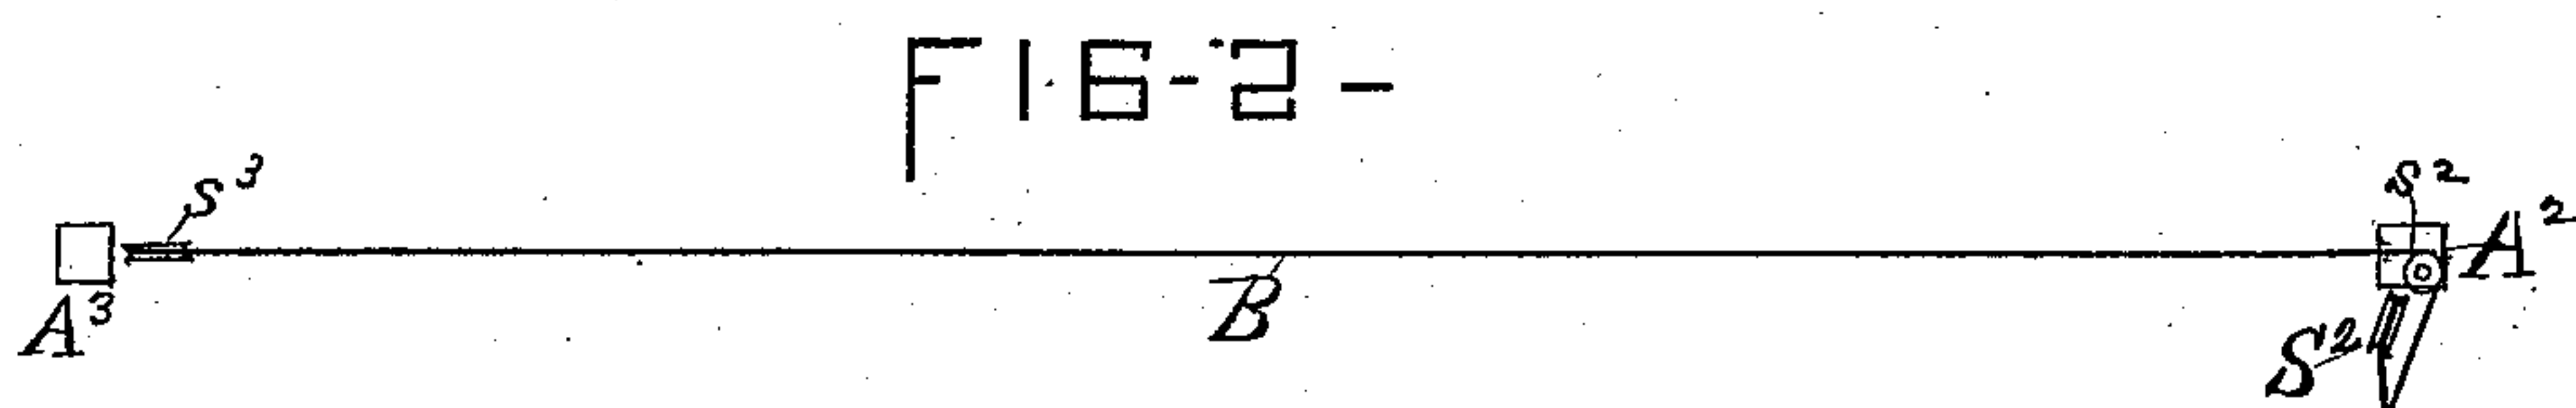 FIG-2-
s³ s²
A²
B
A³
S²